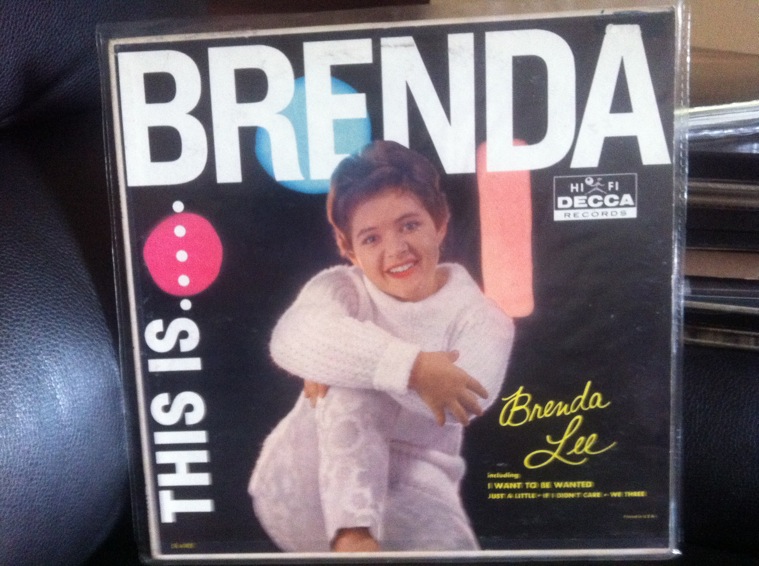 BRENDA
THIS IS......
HI FI
DECCA
RECORDS
Brenda
Lee
including:
I WANT TO BE WANTED
JUST A LITTLE - IF I DIDN'T CARE - WE THREE